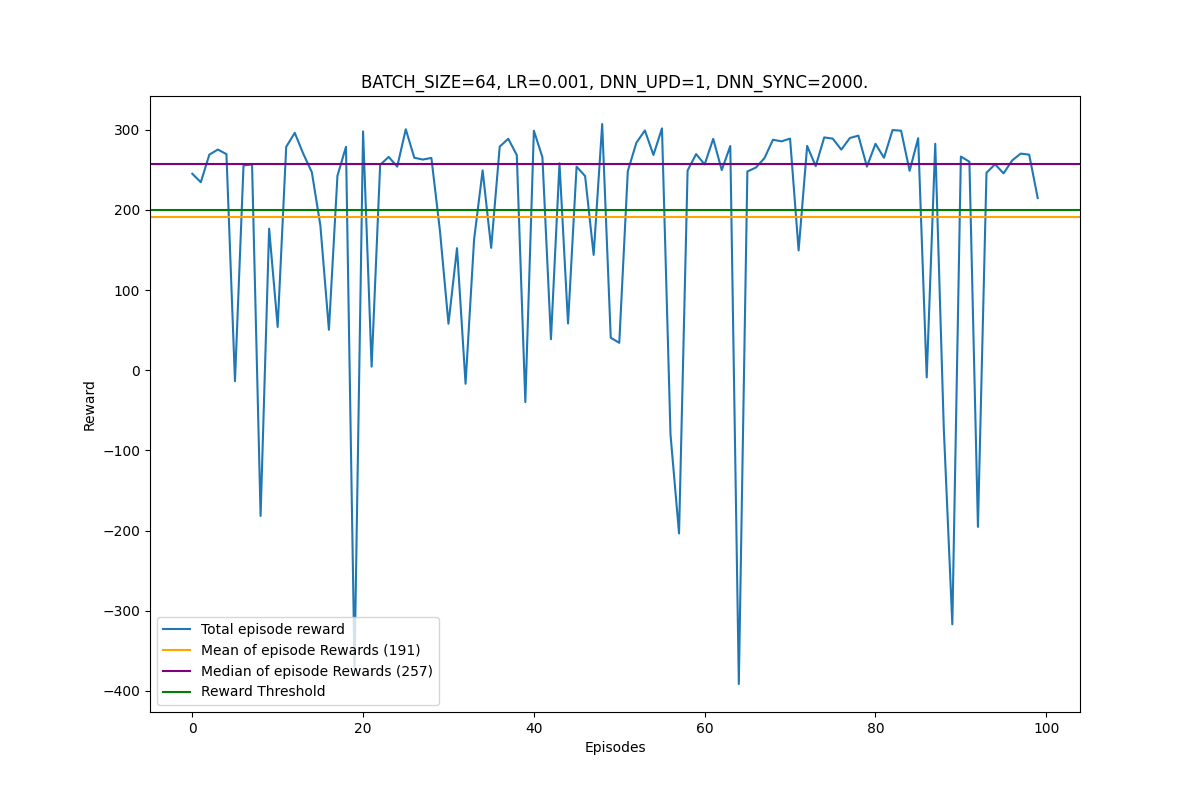 BATCH_SIZE=64, LR=0.001, DNN_UPD=1, DNN_SYNC=2000.
300
200
100
0
−100
−200
−300
−400
Reward
Total episode reward
Mean of episode Rewards (191)
Median of episode Rewards (257)
Reward Threshold
0 20 40 60 80 100
Episodes